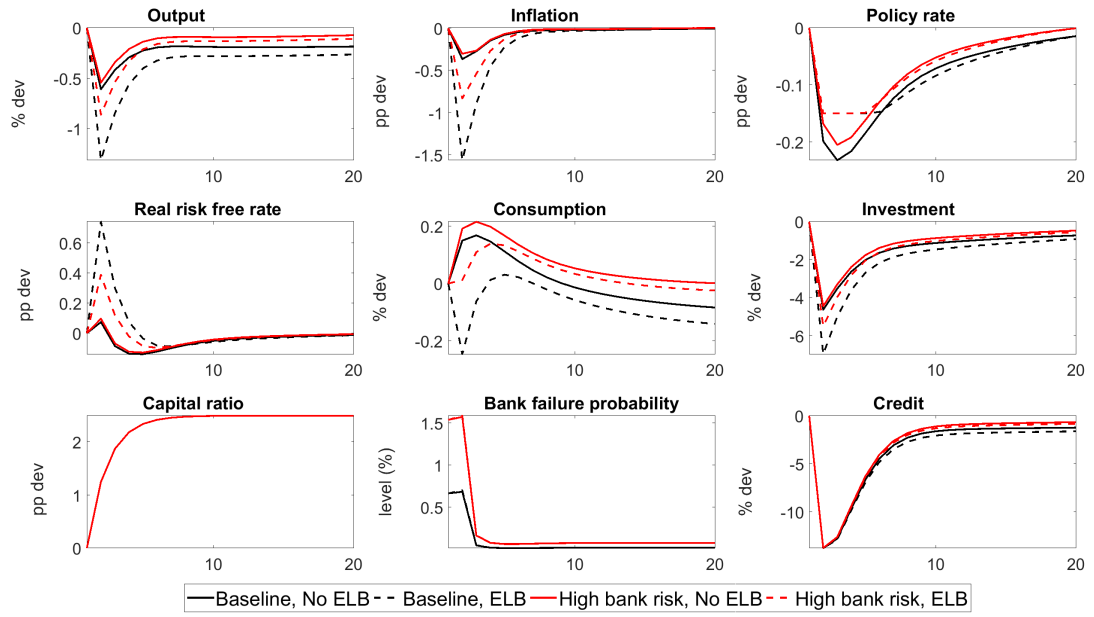 Output
% dev
0
-0.5
-1
10
20
Inflation
pp dev
0
-0.5
-1
-1.5
10
20
Policy rate
pp dev
0
-0.1
-0.2
10
20
Real risk free rate
pp dev
0.6
0.4
0.2
0
10
20
Consumption
% dev
0.2
0
-0.2
10
20
Investment
% dev
0
-2
-4
-6
10
20
Capital ratio
pp dev
2
1
0
10
20
Bank failure probability
level (%)
1.5
1
0.5
10
20
Credit
% dev
0
-5
-10
10
20
Baseline, No ELB Baseline, ELB High bank risk, No ELB High bank risk, ELB